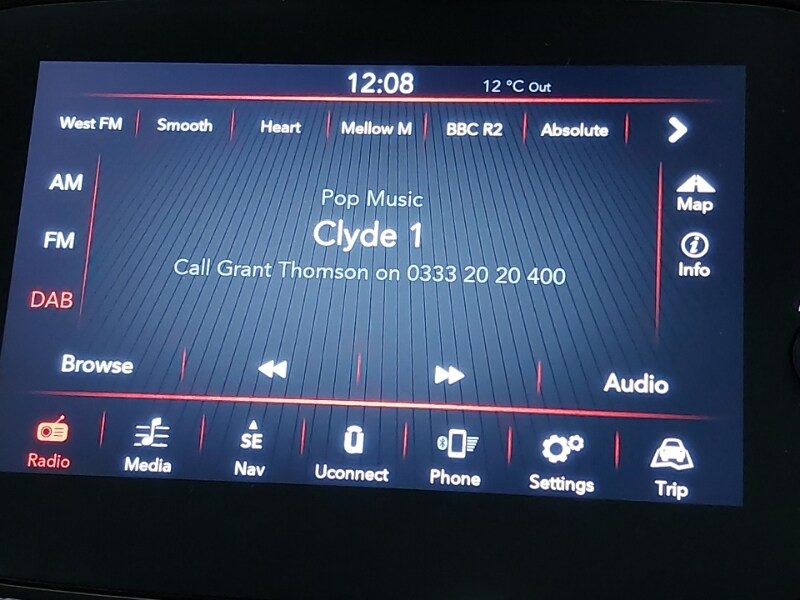 12:08 12 °C Out
West FM Smooth Heart Mellow M BBC R2 Absolute
AM
FM
DAB
Pop Music
Clyde 1
Call Grant Thomson on 0333 20 20 400
Map
Info
Browse Audio
SE
Radio Media Nav Uconnect Phone Settings Trip